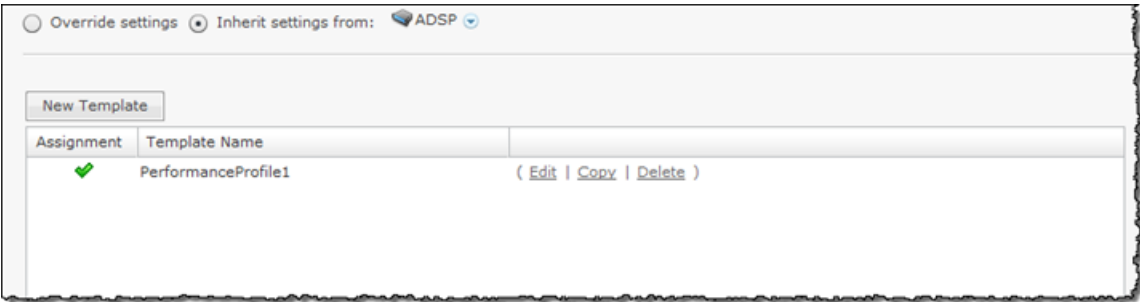 Override settings Inherit settings from: ADSP
New Template
Assignment Template Name
PerformanceProfile1 ( Edit | Copy | Delete )